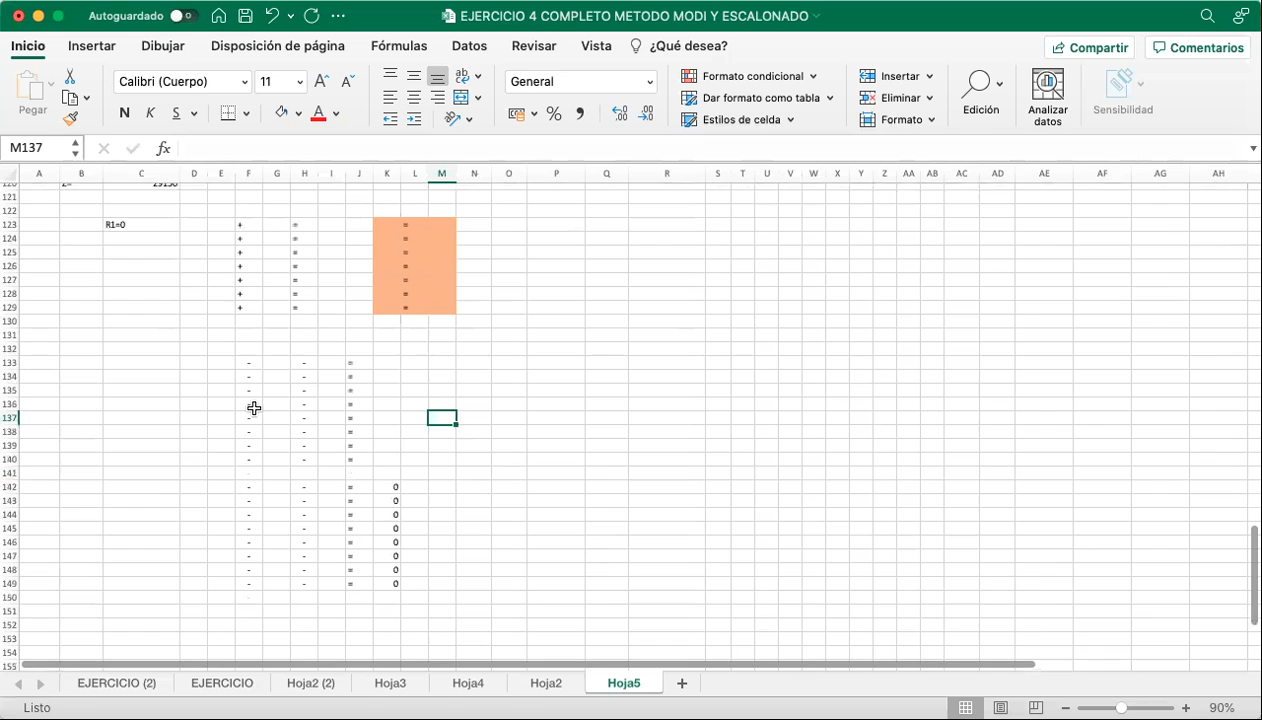 Autoguardado
EJERCICIO 4 COMPLETO METODO MODI Y ESCALONADO
Inicio Insertar Dibujar Disposición de página Fórmulas Datos Revisar Vista ¿Qué desea? Compartir Comentarios
Pegar
Calibri (Cuerpo) 11 A A
ab
General
N K S A
% ,
Formato condicional
Dar formato como tabla
Estilos de celda
Insertar
Eliminar
Formato
Edición
Analizar datos
Sensibilidad
M137 fx
A B C D E F G H I J K L M N O P Q R S T U V W X Y Z AA AB AC AD AE AF AG AH
120 Z= 29150
121
122
123 R1=0 + = =
124 + = =
125 + = =
126 + = =
127 + = =
128 + = =
129 + = =
130
131
132
133 - - =
134 - - =
135 - - =
136 - - =
137 - - =
138 - - =
139 - - =
140 - - =
141
142 - - = 0
143 - - = 0
144 - - = 0
145 - - = 0
146 - - = 0
147 - - = 0
148 - - = 0
149 - - = 0
150
151
152
153
154
155
EJERCICIO (2) EJERCICIO Hoja2 (2) Hoja3 Hoja4 Hoja2 Hoja5 +
Listo 90%